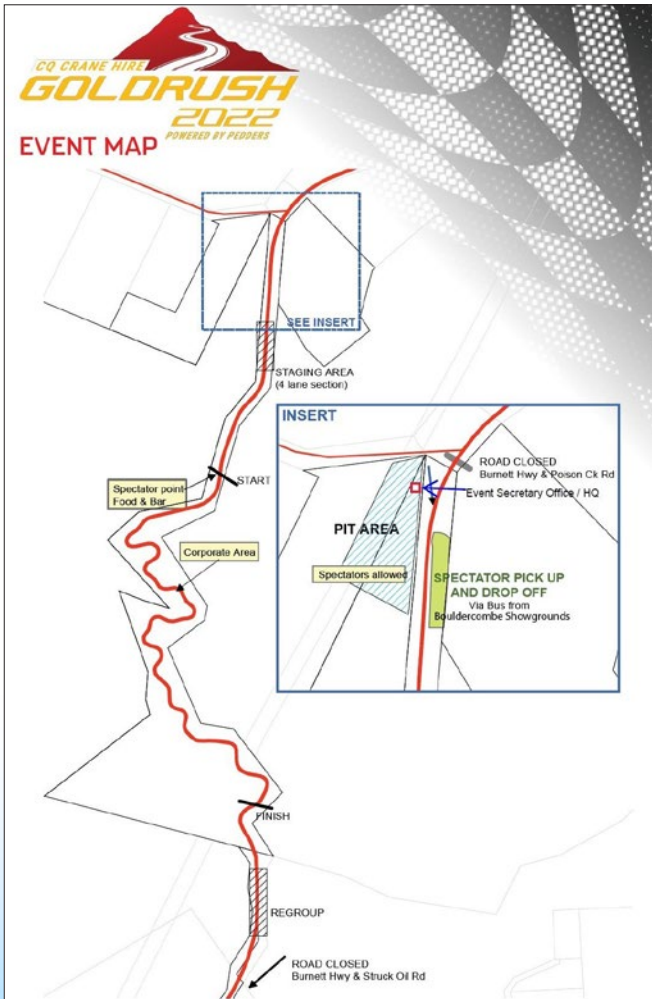 CQ CRANE HIRE
GOLDRUSH
2022
POWERED BY PEDDERS
EVENT MAP
SEE INSERT
STAGING AREA
(4 lane section)
START
Spectator point
Food & Bar
Corporate Area
INSERT
ROAD CLOSED
Burnett Hwy & Poison Ck Rd
Event Secretary Office / HQ
PIT AREA
Spectators allowed
SPECTATOR PICK UP
AND DROP OFF
Via Bus from
Bouldercombe Showgrounds
FINISH
REGROUP
ROAD CLOSED
Burnett Hwy & Struck Oil Rd